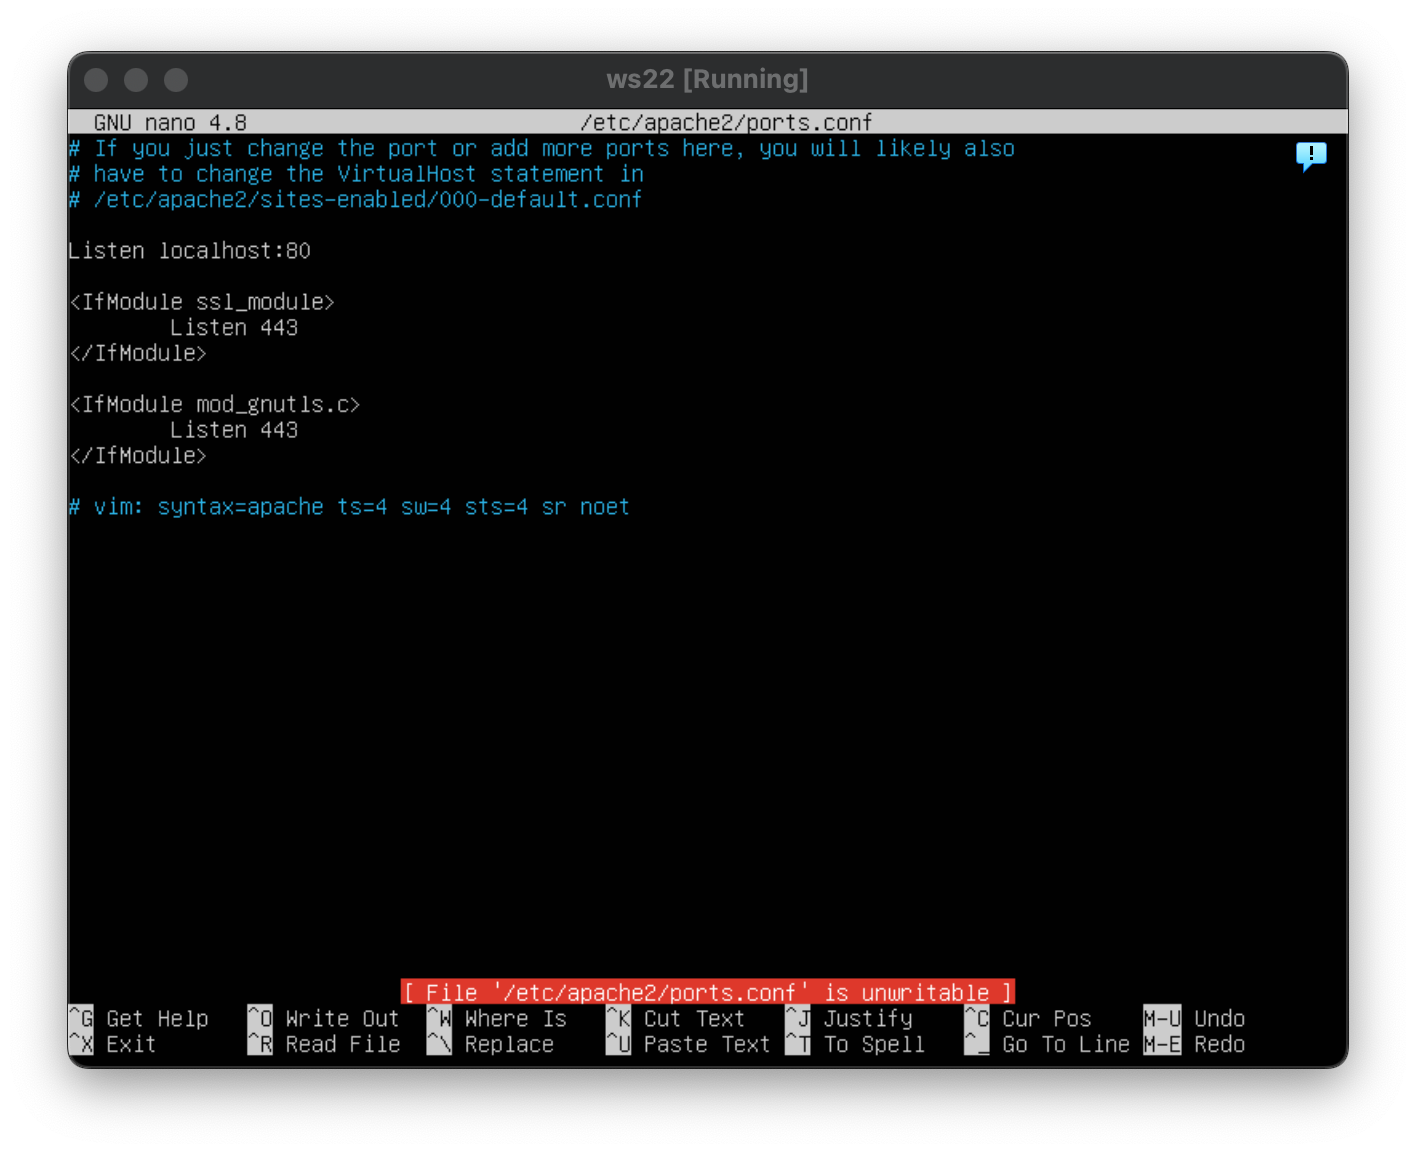 ws22 [Running]
GNU nano 4.8 /etc/apache2/ports.conf
# If you just change the port or add more ports here, you will likely also
# have to change the VirtualHost statement in
# /etc/apache2/sites-enabled/000-default.conf
Listen localhost:80
<IfModule ssl_module>
        Listen 443
</IfModule>
<IfModule mod_gnutls.c>
        Listen 443
</IfModule>
# vim: syntax=apache ts=4 sw=4 sts=4 sr noet
[ File '/etc/apache2/ports.conf' is unwritable ]
^G Get Help ^O Write Out ^W Where Is ^K Cut Text ^J Justify ^C Cur Pos M-U Undo
^X Exit ^R Read File ^\ Replace ^U Paste Text ^T To Spell ^_ Go To Line M-E Redo